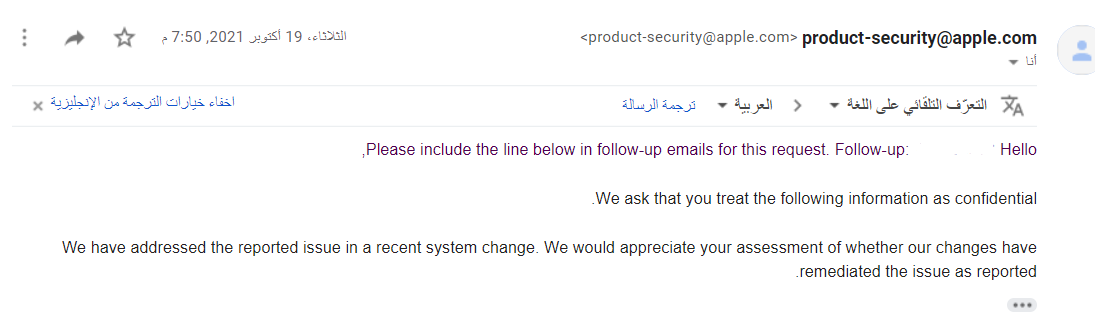 product-security@apple.com <product-security@apple.com> الثلاثاء، 19 أكتوبر 2021, 7:50 م
أنا
التعرّف التلقائي على اللغة العربية ترجمة الرسالة اخفاء خيارات الترجمة من الإنجليزية
Please include the line below in follow-up emails for this request. Follow-up: Hello,
We ask that you treat the following information as confidential.
We have addressed the reported issue in a recent system change. We would appreciate your assessment of whether our changes have
remediated the issue as reported.